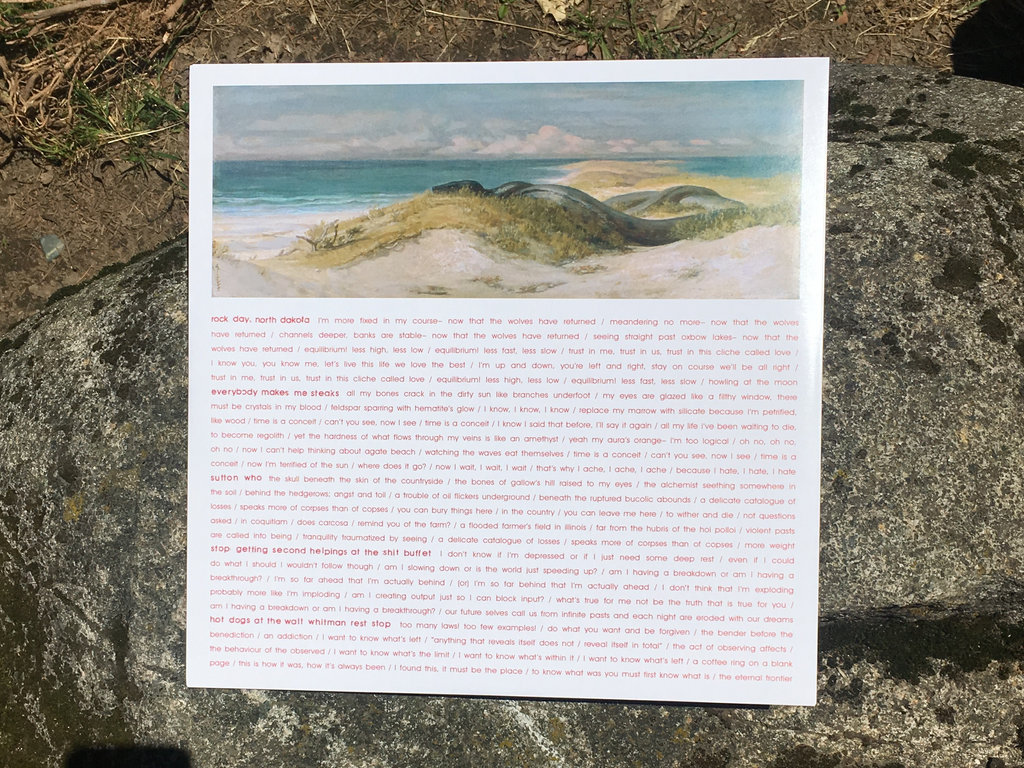 rock day, north dakota I'm more fixed in my course– now that the wolves have returned / meandering no more– now that the wolves
have returned / channels deeper, banks are stable– now that the wolves have returned / seeing straight past oxbow lakes– now that the
wolves have returned / equilibrium! less high, less low / equilibrium! less fast, less slow / trust in me, trust in us, trust in this cliche called love /
I know you, you know me, let's live this life we love the best / I'm up and down, you're left and right, stay on course we'll be all right /
trust in me, trust in us, trust in this cliche called love / equilibrium! less high, less low / equilibrium! less fast, less slow / howling at the moon
everybody makes me steaks all my bones crack in the dirty sun like branches underfoot / my eyes are glazed like a filthy window, there
must be crystals in my blood / feldspar sparring with hematite's glow / I know, I know, I know / replace my marrow with silicate because I'm petrified,
like wood / time is a conceit / can't you see, now I see / time is a conceit / I know I said that before, I'll say it again / all my life i've been waiting to die,
to become regolith / yet the hardness of what flows through my veins is like an amethyst / yeah my aura's orange– I'm too logical / oh no, oh no,
oh no / now I can't help thinking about agate beach / watching the waves eat themselves / time is a conceit / can't you see, now I see / time is a
conceit / now I'm terrified of the sun / where does it go? / now I wait, I wait, I wait / that's why I ache, I ache, I ache / because I hate, I hate, I hate
sutton who the skull beneath the skin of the countryside / the bones of gallow's hill raised to my eyes / the alchemist seething somewhere in
the soil / behind the hedgerows; angst and toil / a trouble of oil flickers underground / beneath the ruptured bucolic abounds / a delicate catalogue of
losses / speaks more of corpses than of copses / you can bury things here / in the country / you can leave me here / to wither and die / not questions
asked / in coquitlam / does carcosa / remind you of the farm? / a flooded farmer's field in illinois / far from the hubris of the hoi polloi / violent pasts
are called into being / tranquility traumatized by seeing / a delicate catalogue of losses / speaks more of corpses than of copses / more weight
stop getting second helpings at the shit buffet I don't know if I'm depressed or if I just need some deep rest / even if I could
do what I should I wouldn't follow though / am I slowing down or is the world just speeding up? / am I having a breakdown or am I having a
breakthrough? / I'm so far ahead that I'm actually behind / (or) I'm so far behind that I'm actually ahead / I don't think that I'm exploding
probably more like I'm imploding / am I creating output just so I can block input? / what's true for me not be the truth that is true for you /
am I having a breakdown or am I having a breakthrough? / our future selves call us from infinite pasts and each night are eroded with our dreams
hot dogs at the walt whitman rest stop too many laws! too few examples! / do what you want and be forgiven / the bender before the
benediction / an addiction / I want to know what's left / "anything that reveals itself does not / reveal itself in total" / the act of observing affects /
the behaviour of the observed / I want to know what's the limit / I want to know what's within it / I want to know what's left / a coffee ring on a blank
page / this is how it was, how it's always been / I found this, it must be the place / to know what was you must first know what is / the eternal frontier